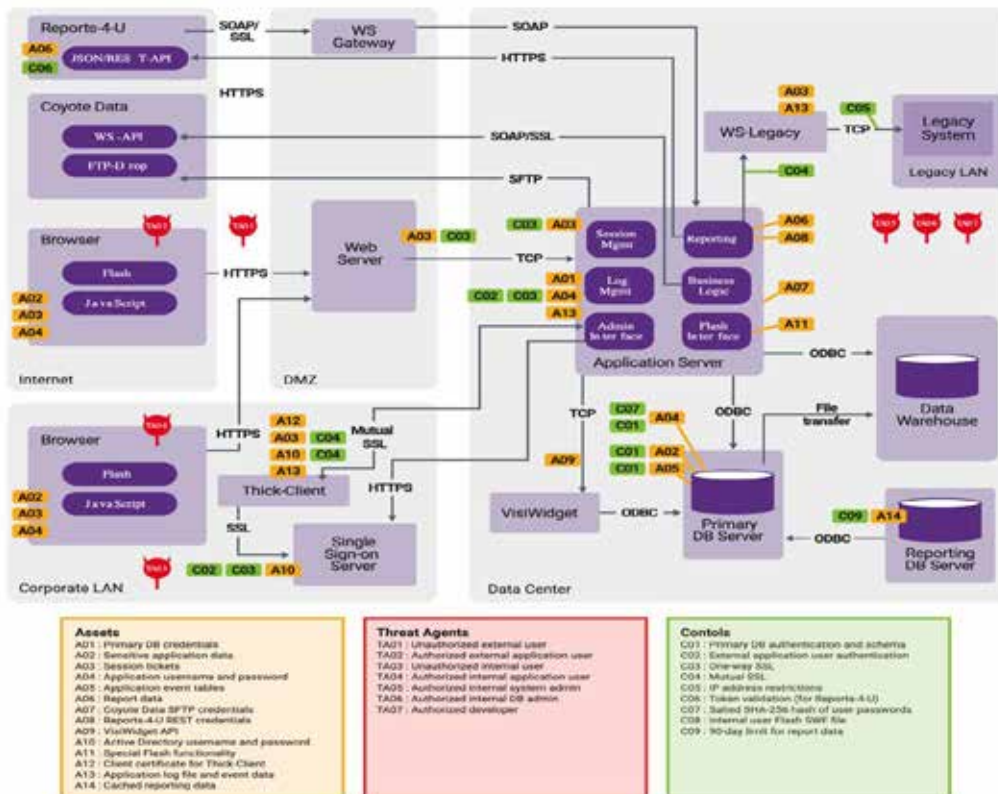 Reports-4-U
A06
C06
JSON/RES T-API
SOAP/
SSL
WS
Gateway
SOAP
HTTPS
HTTPS
Coyote Data
WS-API
FTP-D rop
SOAP/SSL
SFTP
A03
A13
WS-Legacy
C05
TCP
Legacy
System
Legacy LAN
C04
TA05
TA06
TA07
Browser
Flash
JavaScript
A02
A03
A04
Internet
HTTPS
Web
Server
A03
C03
TCP
DMZ
C03
A03
Session
Mgmt
Reporting
A06
A08
A01
C02
C03
A04
A13
Log
Mgmt
Business
Logic
A07
Admin
Inter face
Flash
Inter face
A11
Application Server
ODBC
Data
Warehouse
TCP
ODBC
File
transfer
C07
C01
A04
C01
A02
C01
A05
A09
VisiWidget
ODBC
Primary
DB Server
ODBC
C09
A14
Reporting
DB Server
Data Center
Browser
Flash
JavaScript
A02
A03
A04
HTTPS
A12
A03
C04
A10
C04
A13
Mutual
SSL
Thick-Client
HTTPS
SSL
Single
Sign-on
Server
C02
C03
A10
Corporate LAN
Assets
A01 : Primary DB credentials
A02 : Sensitive application data
A03 : Session tickets
A04 : Application username and password
A05 : Application event tables
A06 : Report data
A07 : Coyote Data SFTP credentials
A08 : Reports-4-U REST credentials
A09 : VisiWidget API
A10 : Active Directory username and password
A11 : Special Flash functionality
A12 : Client certificate for Thick-Client
A13 : Application log file and event data
A14 : Cached reporting data
Threat Agents
TA01 : Unauthorized external user
TA02 : Authorized external application user
TA03 : Unauthorized internal user
TA04 : Authorized internal application user
TA05 : Authorized internal system admin
TA06 : Authorized internal DB admin
TA07 : Authorized developer
Contols
C01 : Primary DB authentication and schema
C02 : External application user authentication
C03 : One-way SSL
C04 : Mutual SSL
C05 : IP address restrictions
C06 : Token validation (for Reports-4-U)
C07 : Salted SHA-256 hash of user passwords
C08 : Internal user Flash SWF file
C09 : 90-day limit for report data